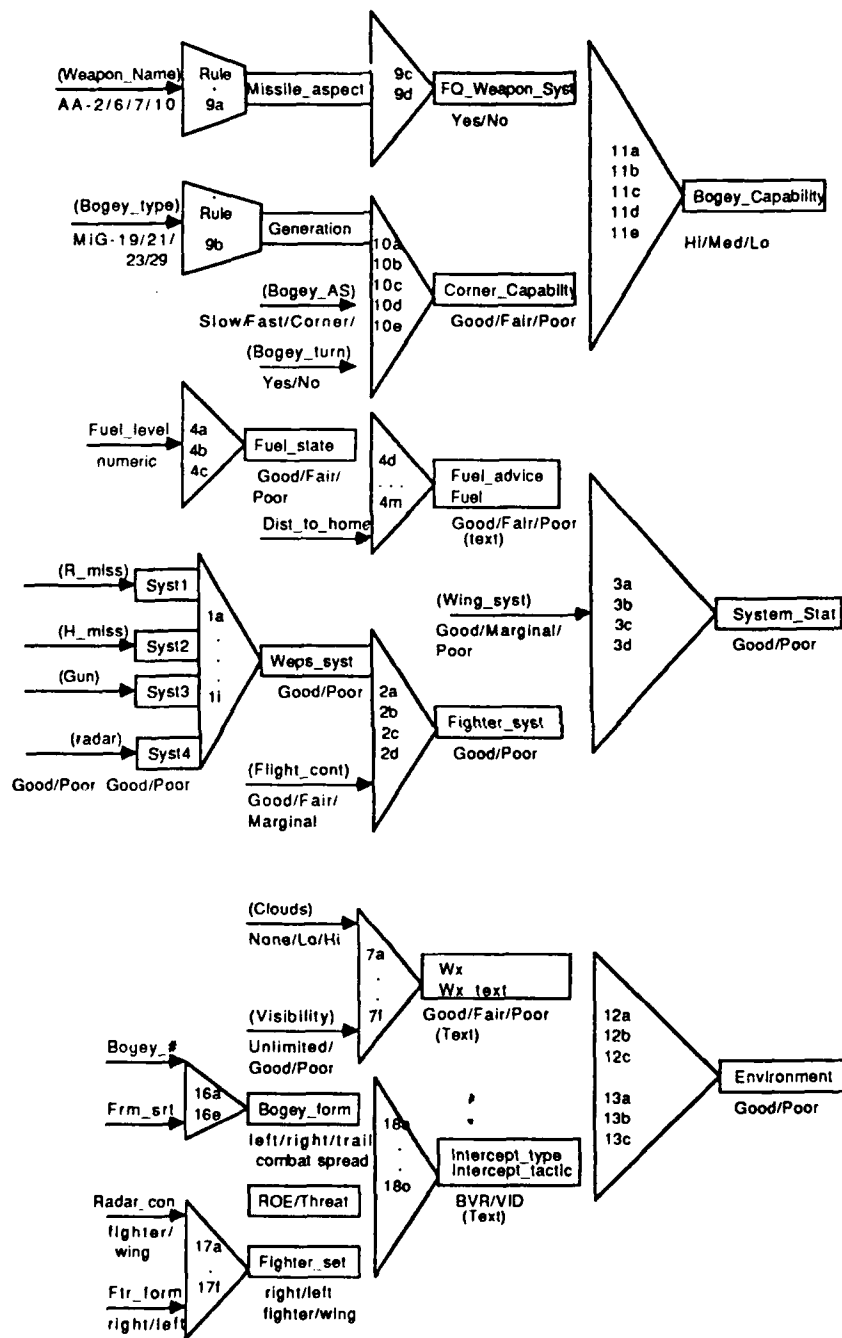 (Weapon_Name)
AA-2/6/7/10
Rule
9a
Missile_aspect
9c
9d
FQ_Weapon_Syst
Yes/No
(Bogey_type)
MiG-19/21/
23/29
Rule
9b
Generation
(Bogey_AS)
Slow/Fast/Corner/
(Bogey_turn)
Yes/No
10a
10b
10c
10d
10e
Corner_Capabilty
Good/Fair/Poor
11a
11b
11c
11d
11e
Bogey_Capability
Hi/Med/Lo
Fuel_level
numeric
4a
4b
4c
Fuel_state
Good/Fair/
Poor
Dist_to_home
4d
. . .
4m
Fuel_advice
Fuel
Good/Fair/Poor
(text)
(R_miss)
Syst1
(H_miss)
Syst2
(Gun)
Syst3
(radar)
Syst4
Good/Poor
Good/Poor
1a
.
.
.
1i
Weps_syst
Good/Poor
(Flight_cont)
Good/Fair/
Marginal
2a
2b
2c
2d
Fighter_syst
Good/Poor
(Wing_syst)
Good/Marginal/
Poor
3a
3b
3c
3d
System_Stat
Good/Poor
(Clouds)
None/Lo/Hi
(Visibility)
Unlimited/
Good/Poor
7a
.
.
7f
Wx
Wx_text
Good/Fair/Poor
(Text)
Bogey_#
Frm_srt
16a
16e
Bogey_form
left/right/trail
combat spread
ROE/Threat
Radar_con
fighter/
wing
Ftr_form
right/left
17a
.
17f
Fighter_set
right/left
fighter/wing
18a
.
.
18o
Intercept_type
Intercept_tactic
BVR/VID
(Text)
12a
12b
12c
13a
13b
13c
Environment
Good/Poor